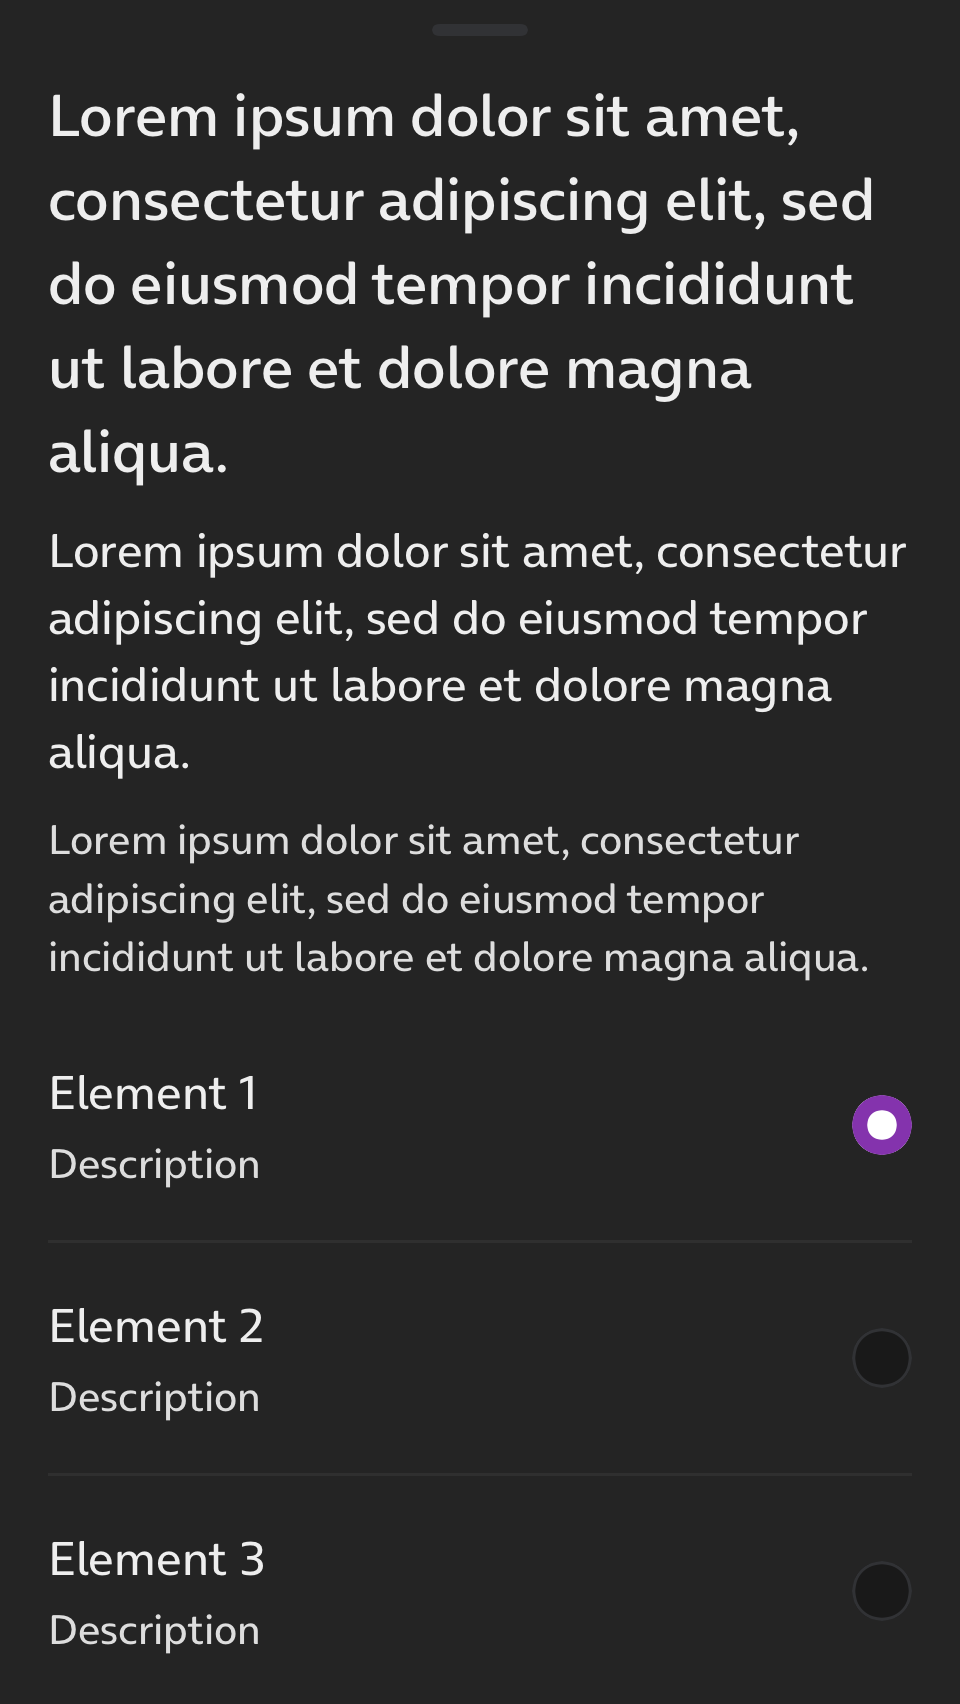 Lorem ipsum dolor sit amet,
consectetur adipiscing elit, sed
do eiusmod tempor incididunt
ut labore et dolore magna
aliqua.
Lorem ipsum dolor sit amet, consectetur
adipiscing elit, sed do eiusmod tempor
incididunt ut labore et dolore magna
aliqua.
Lorem ipsum dolor sit amet, consectetur
adipiscing elit, sed do eiusmod tempor
incididunt ut labore et dolore magna aliqua.
Element 1
Description
Element 2
Description
Element 3
Description